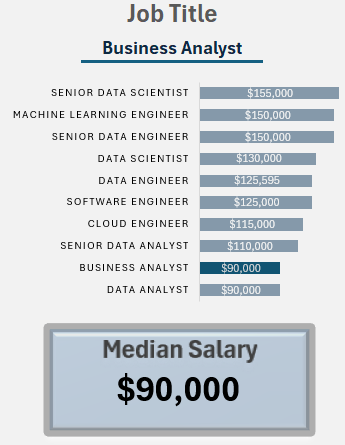 Job Title
Business Analyst
SENIOR DATA SCIENTIST $155,000
MACHINE LEARNING ENGINEER $150,000
SENIOR DATA ENGINEER $150,000
DATA SCIENTIST $130,000
DATA ENGINEER $125,595
SOFTWARE ENGINEER $125,000
CLOUD ENGINEER $115,000
SENIOR DATA ANALYST $110,000
BUSINESS ANALYST $90,000
DATA ANALYST $90,000
Median Salary
$90,000